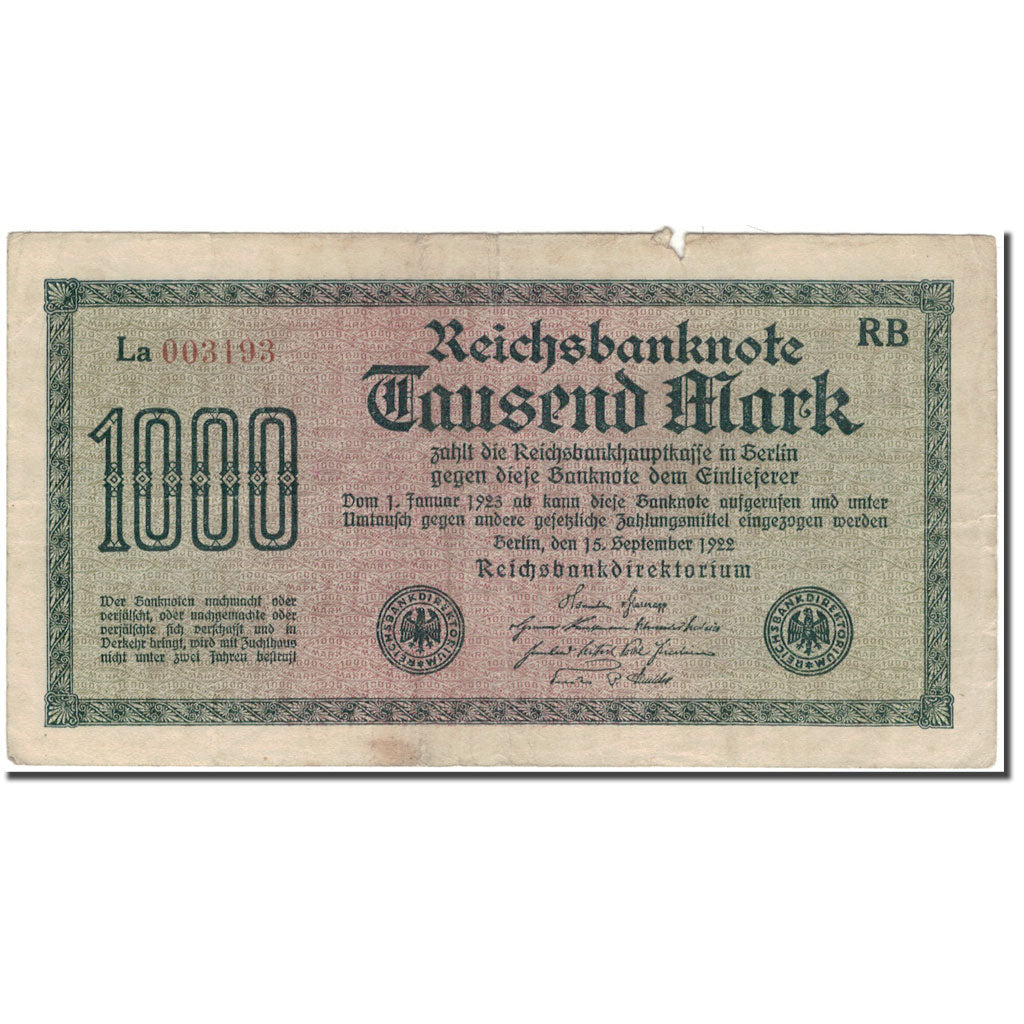 La 003193
RB
Reichsbanknote
Tausend Mark
1000
zahlt die Reichsbankhauptkasse in Berlin
gegen diese Banknote dem Einlieferer
Vom 1. Januar 1923 ab kann diese Banknote aufgerufen und unter
Umtausch gegen andere gesetzliche Zahlungsmittel eingezogen werden
Berlin, den 15. September 1922
Reichsbankdirektorium
Wer Banknoten nachmacht oder
verfälscht, oder nachgemachte oder
verfälschte sich verschafft und in
Verkehr bringt, wird mit Zuchthaus
nicht unter zwei Jahren bestraft
REICHSBANKDIREKTORIUM
REICHSBANKDIREKTORIUM